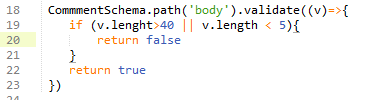 18 CommmentSchema.path('body').validate((v)=>{
19 if (v.lenght>40 || v.length < 5){
20 return false
21 }
22 return true
23 })